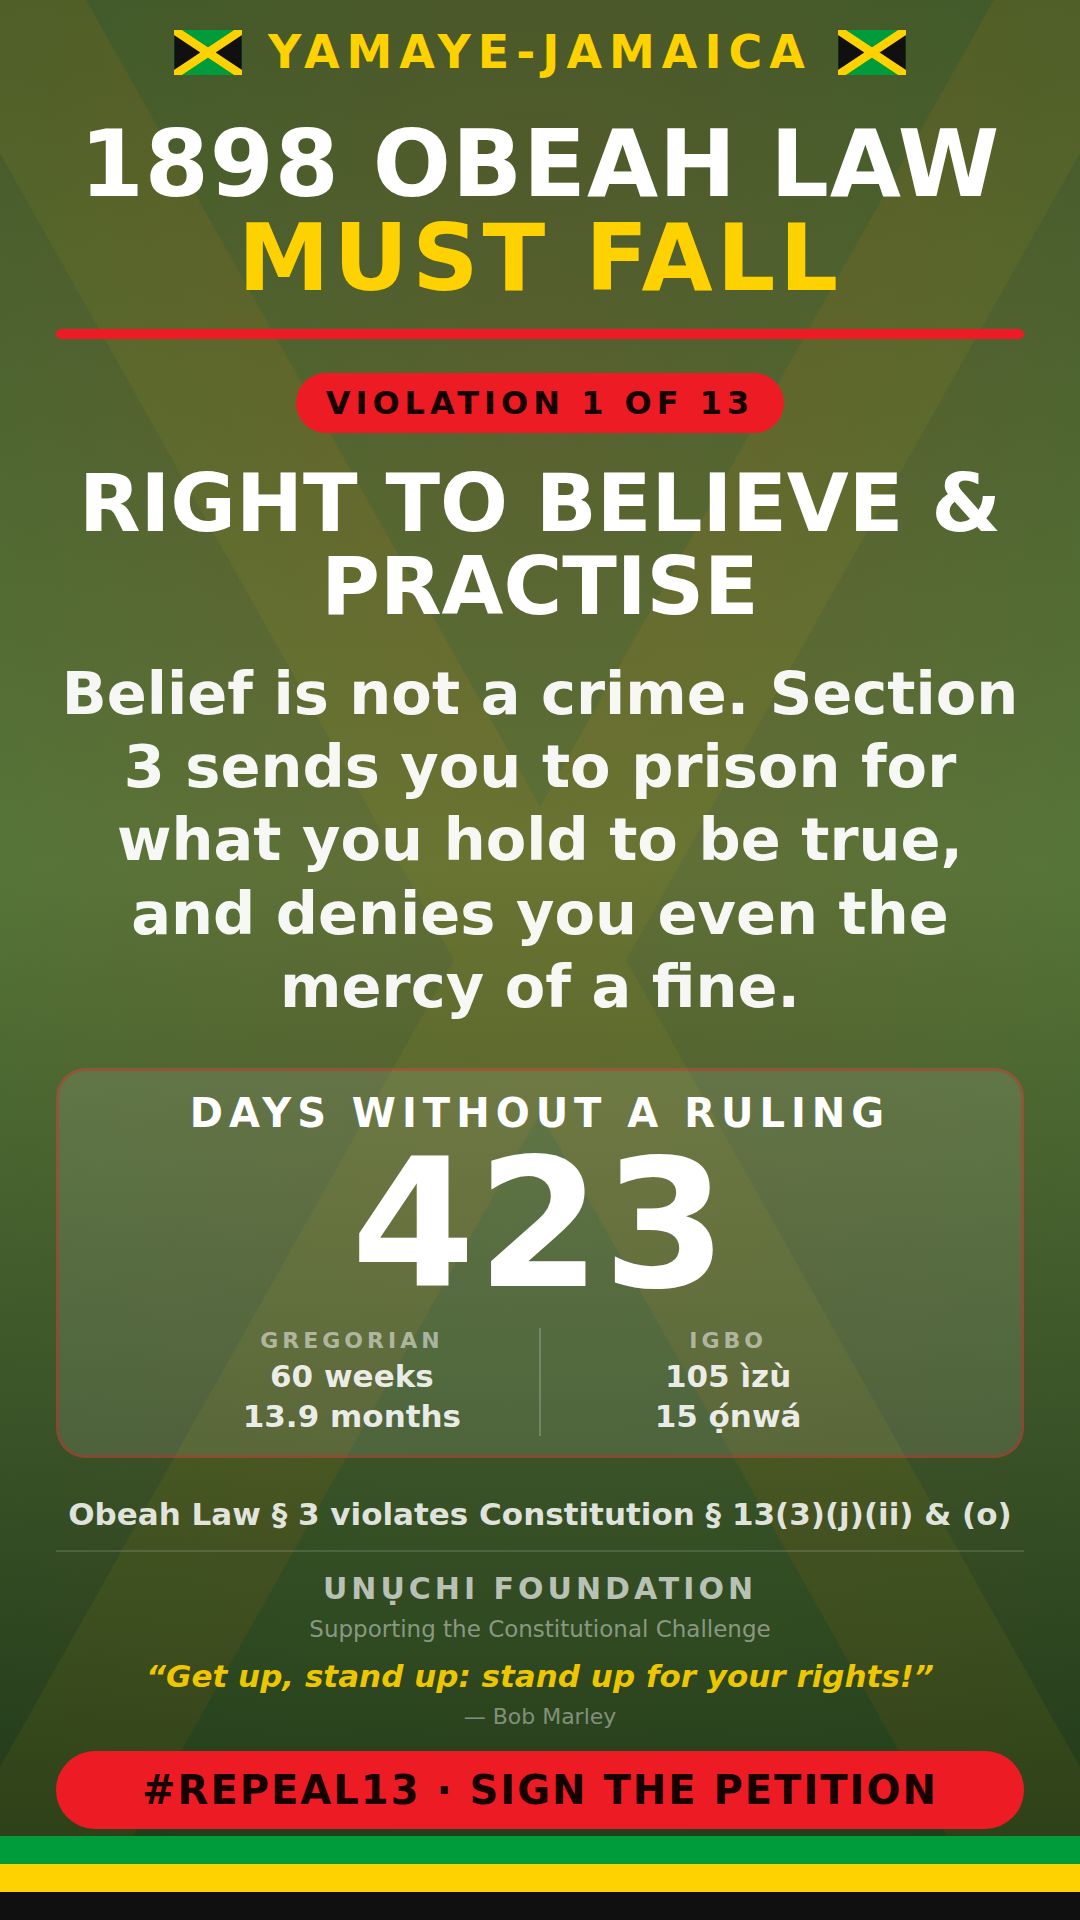 YAMAYE-JAMAICA
1898 OBEAH LAW
MUST FALL
VIOLATION 1 OF 13
RIGHT TO BELIEVE &
PRACTISE
Belief is not a crime. Section
3 sends you to prison for
what you hold to be true,
and denies you even the
mercy of a fine.
DAYS WITHOUT A RULING
423
GREGORIAN
60 weeks
13.9 months
IGBO
105 ìzù
15 ọ́nwá
Obeah Law § 3 violates Constitution § 13(3)(j)(ii) & (o)
UNỤCHI FOUNDATION
Supporting the Constitutional Challenge
“Get up, stand up: stand up for your rights!”
— Bob Marley
#REPEAL13 · SIGN THE PETITION